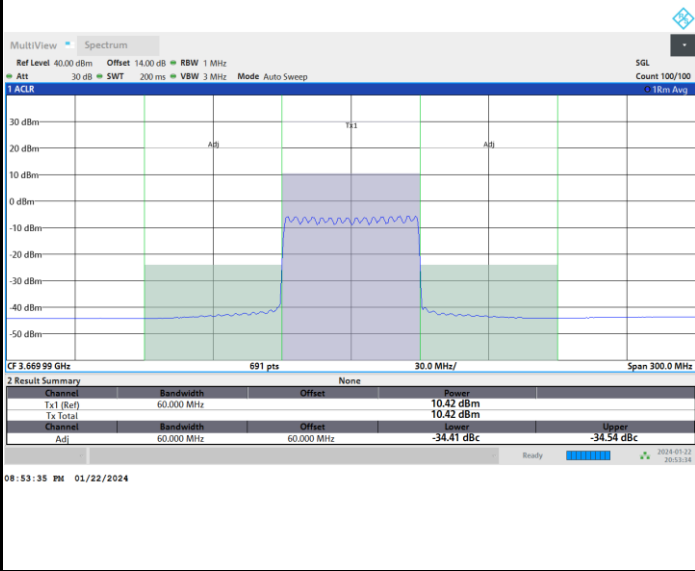 MultiView Spectrum
Ref Level 40.00 dBm Offset 14.00 dB RBW 1 MHz SGL
Att 30 dB SWT 200 ms VBW 3 MHz Mode Auto Sweep Count 100/100
1 ACLR 1Rm Avg
30 dBm
Tx1
20 dBm
Adj Adj
10 dBm
0 dBm
-10 dBm
-20 dBm
-30 dBm
-40 dBm
-50 dBm
CF 3.669 99 GHz 691 pts 30.0 MHz/ Span 300.0 MHz
2 Result Summary None
Channel Bandwidth Offset Power
Tx1 (Ref) 60.000 MHz 10.42 dBm
Tx Total 10.42 dBm
Channel Bandwidth Offset Lower Upper
Adj 60.000 MHz 60.000 MHz -34.41 dBc -34.54 dBc
Ready 2024-01-22
20:53:34
08:53:35 PM 01/22/2024